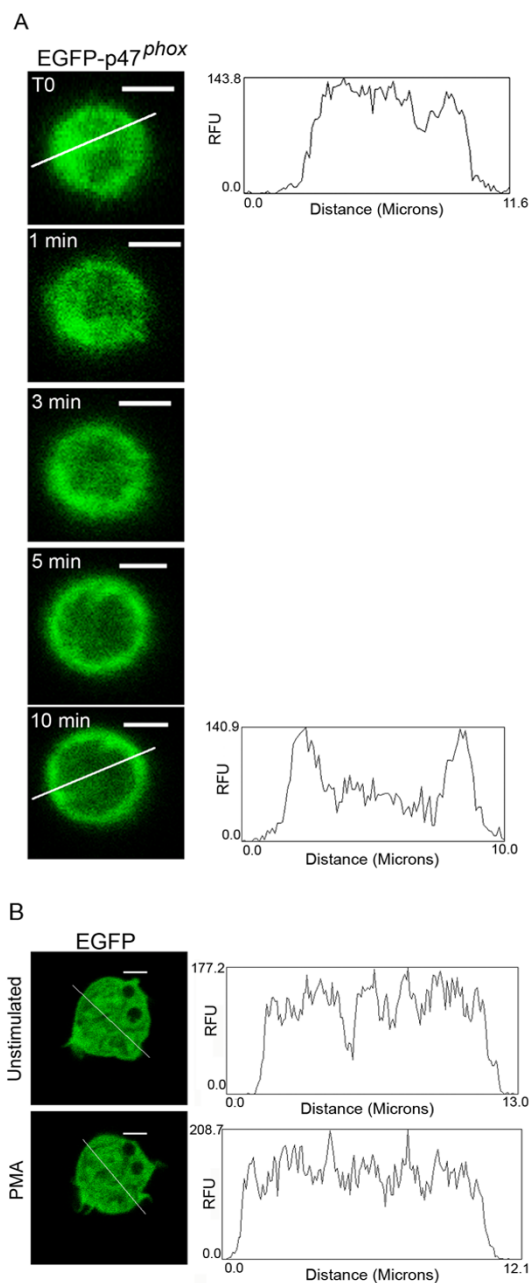 A
EGFP-p47phox
T0
143.8
RFU
0.0
0.0
11.6
Distance (Microns)
1 min
3 min
5 min
10 min
140.9
RFU
0.0
0.0
10.0
Distance (Microns)
B
EGFP
Unstimulated
177.2
RFU
0.0
0.0
13.0
Distance (Microns)
PMA
208.7
RFU
0.0
0.0
12.1
Distance (Microns)